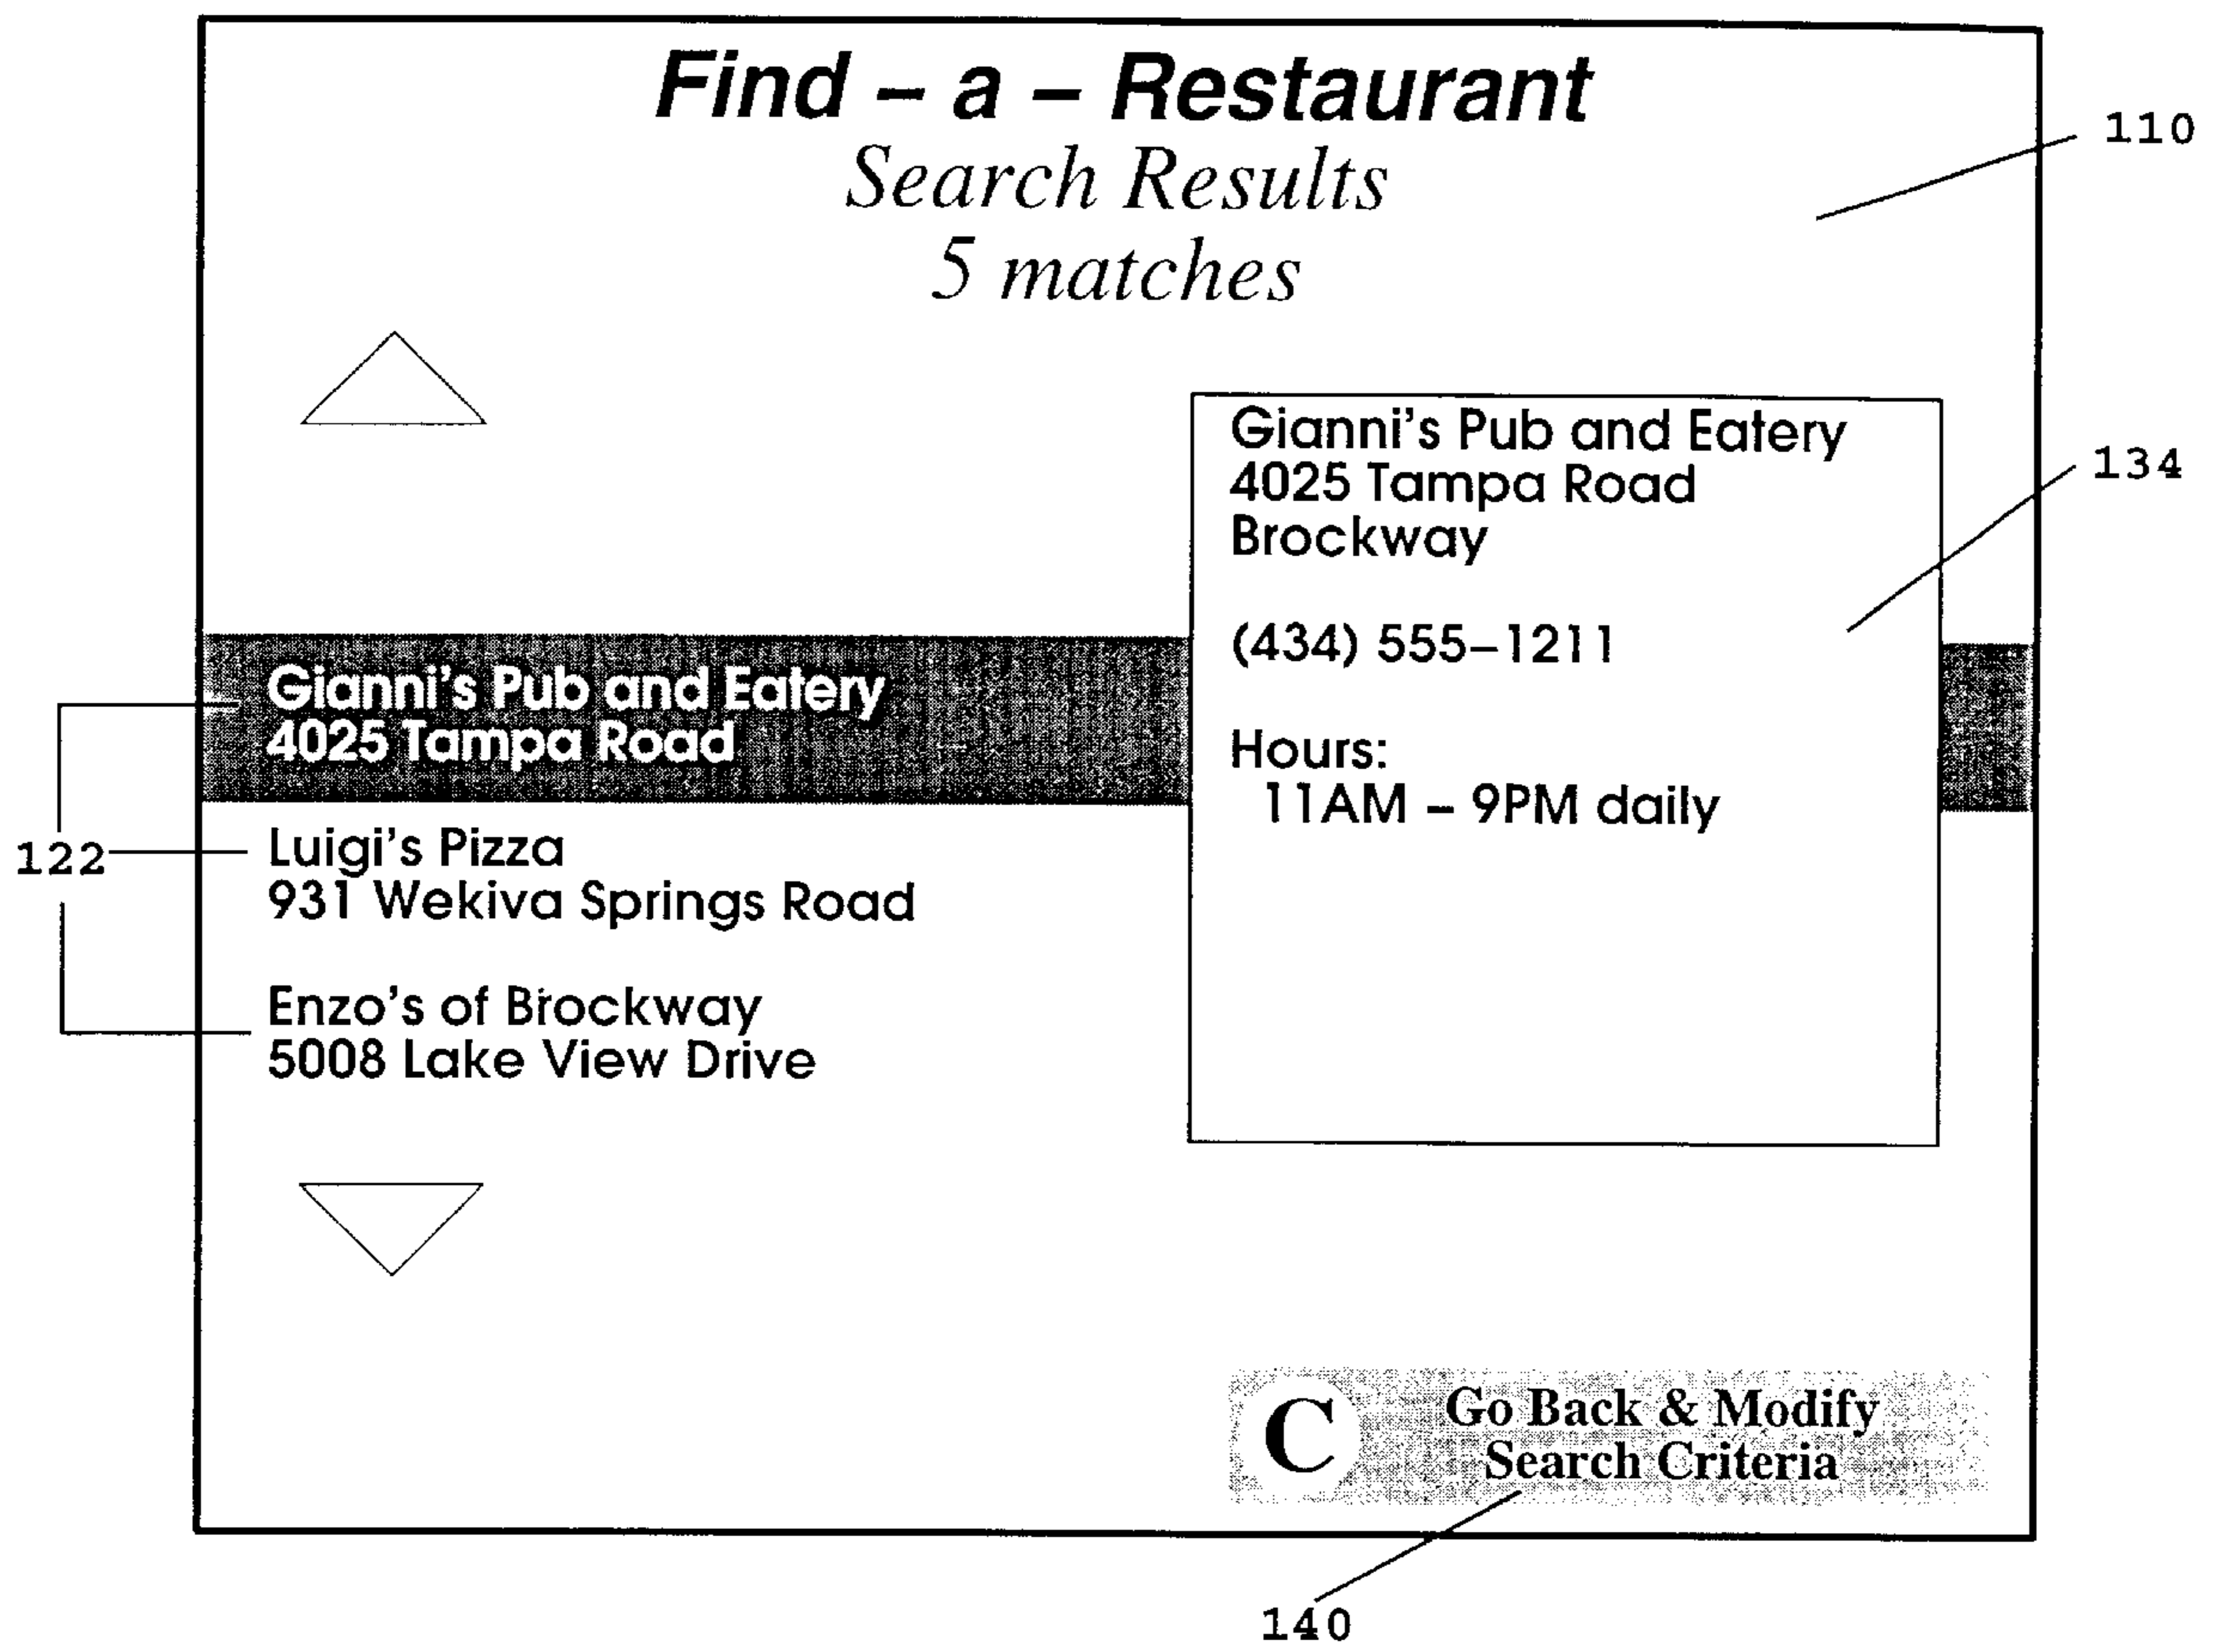 Find – a – Restaurant
Search Results
5 matches
110
Gianni's Pub and Eatery
4025 Tampa Road
Brockway
(434) 555–1211
Hours:
11AM – 9PM daily
134
Gianni's Pub and Eatery
4025 Tampa Road
122
Luigi's Pizza
931 Wekiva Springs Road
Enzo's of Brockway
5008 Lake View Drive
C
Go Back & Modify
Search Criteria
140